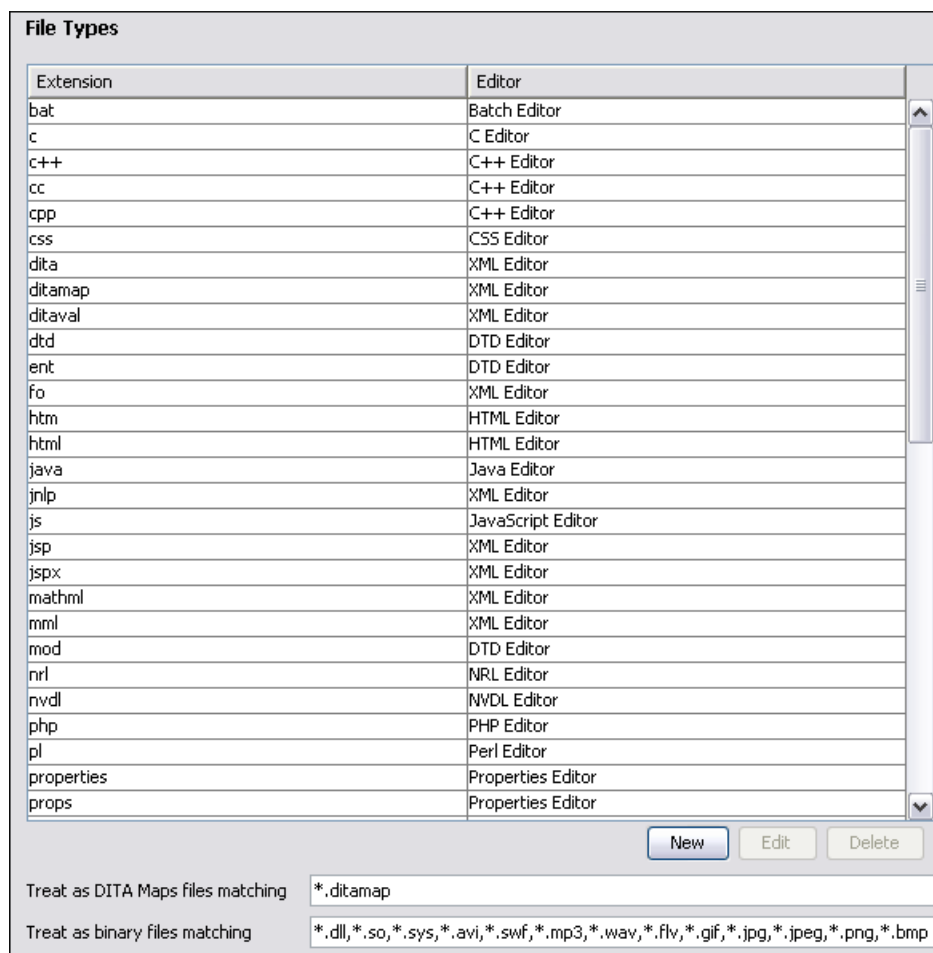 File Types
Extension Editor
bat Batch Editor
c C Editor
c++ C++ Editor
cc C++ Editor
cpp C++ Editor
css CSS Editor
dita XML Editor
ditamap XML Editor
ditaval XML Editor
dtd DTD Editor
ent DTD Editor
fo XML Editor
htm HTML Editor
html HTML Editor
java Java Editor
jnlp XML Editor
js JavaScript Editor
jsp XML Editor
jspx XML Editor
mathml XML Editor
mml XML Editor
mod DTD Editor
nrl NRL Editor
nvdl NVDL Editor
php PHP Editor
pl Perl Editor
properties Properties Editor
props Properties Editor
New Edit Delete
Treat as DITA Maps files matching *.ditamap
Treat as binary files matching *.dll,*.so,*.sys,*.avi,*.swf,*.mp3,*.wav,*.flv,*.gif,*.jpg,*.jpeg,*.png,*.bmp